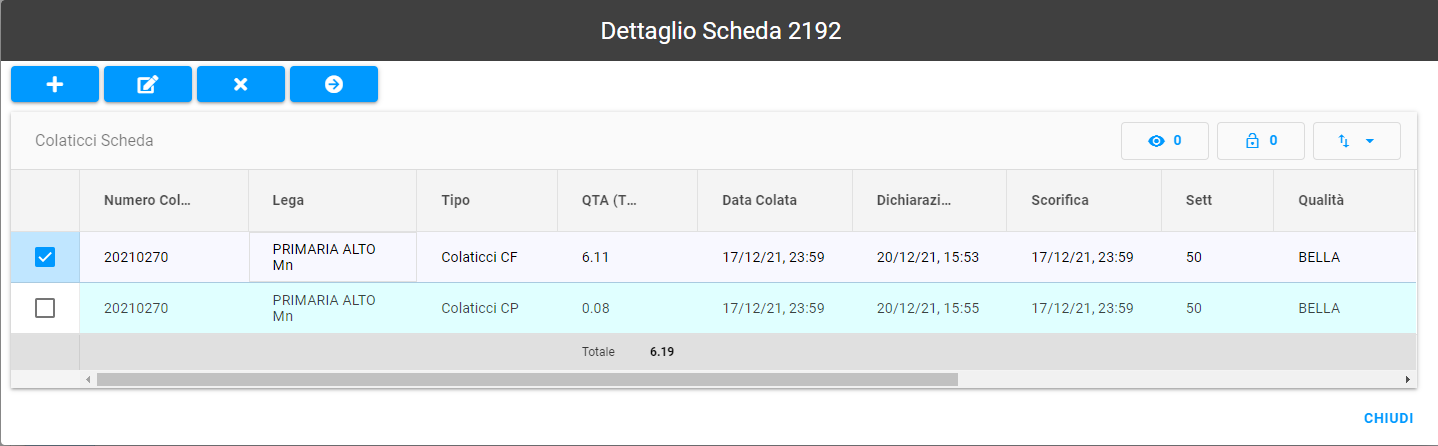 Dettaglio Scheda 2192
Colaticci Scheda
0
0
Numero Col... Lega Tipo QTA (T... Data Colata Dichiarazi... Scorifica Sett Qualità
20210270 PRIMARIA ALTO Colaticci CF 6.11 17/12/21, 23:59 20/12/21, 15:53 17/12/21, 23:59 50 BELLA
Mn
20210270 PRIMARIA ALTO Colaticci CP 0.08 17/12/21, 23:59 20/12/21, 15:55 17/12/21, 23:59 50 BELLA
Mn
Totale 6.19
CHIUDI